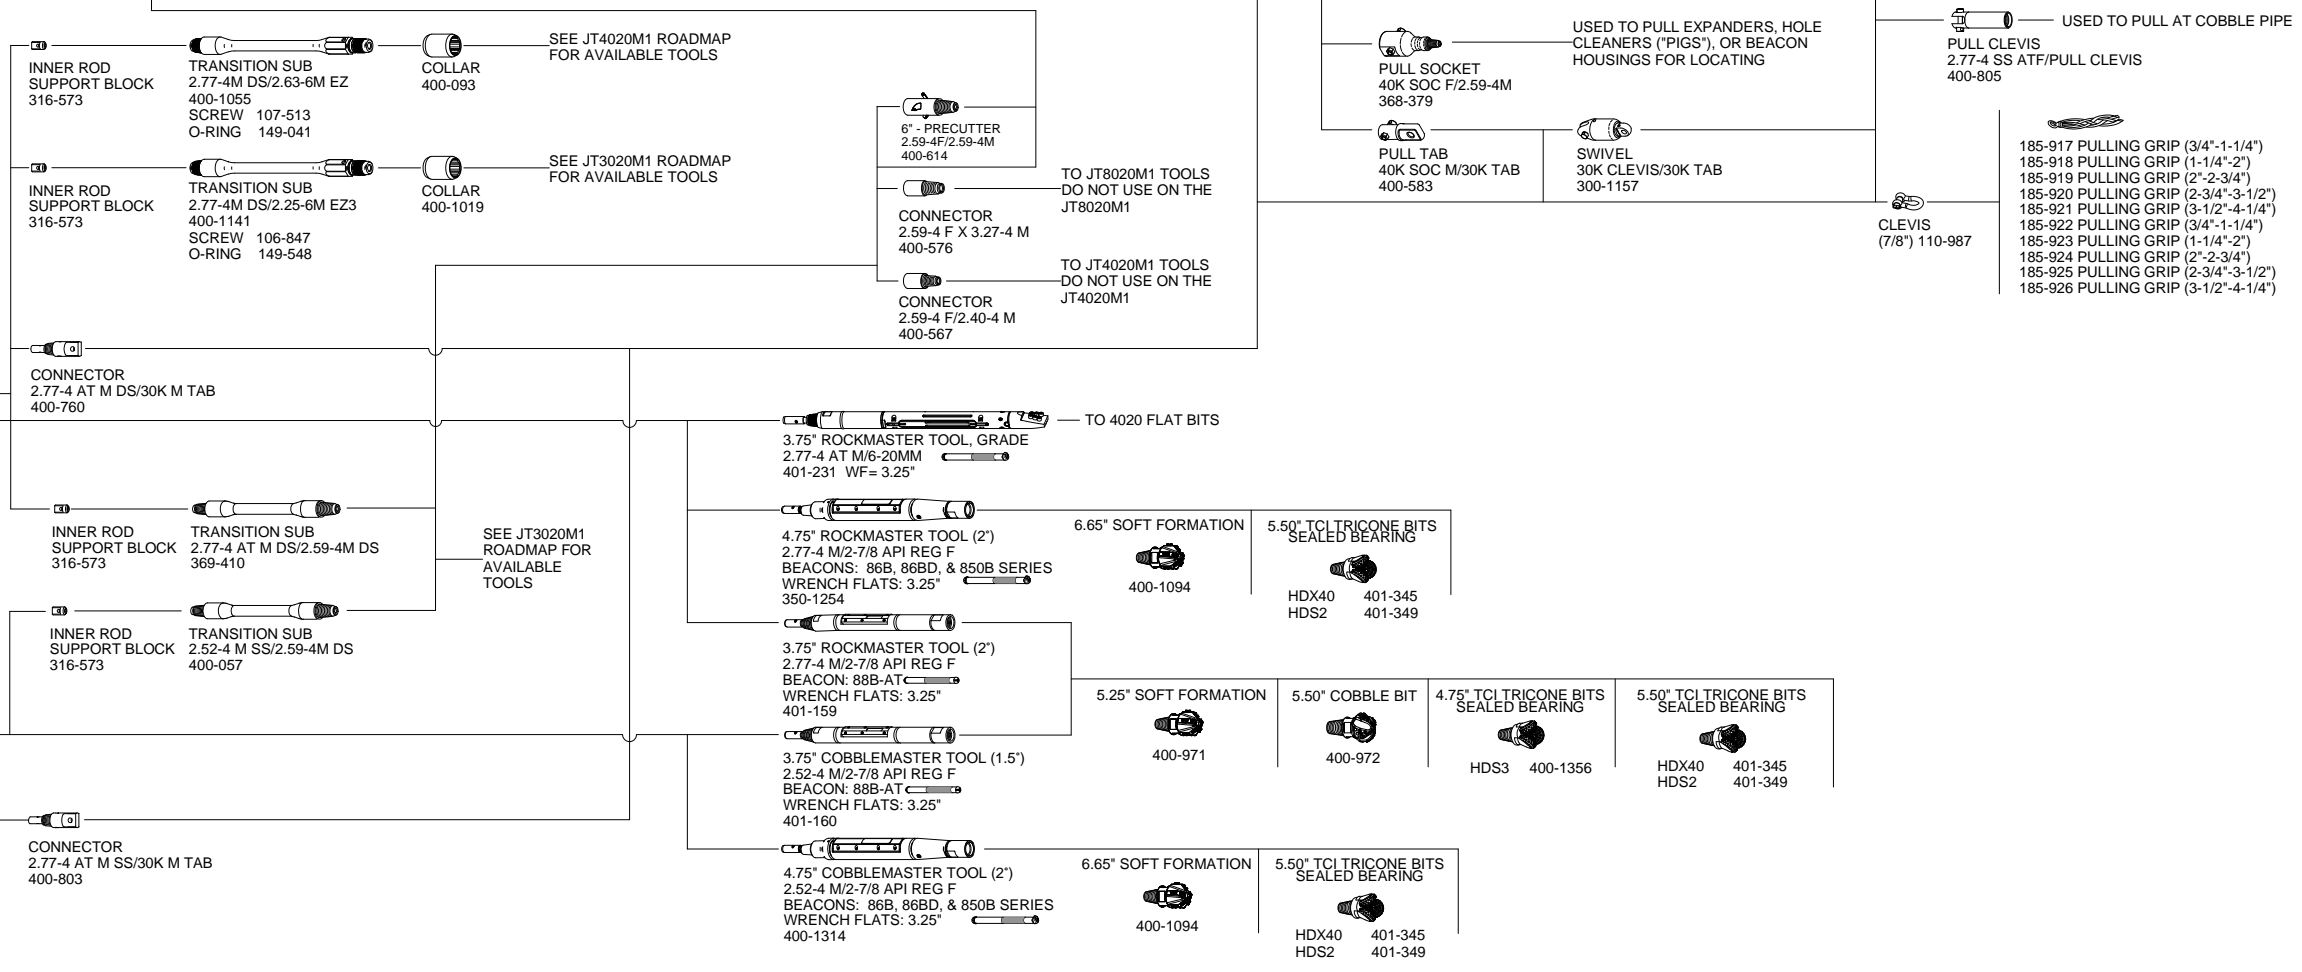 INNER ROD
SUPPORT BLOCK
316-573
TRANSITION SUB
2.77-4M DS/2.63-6M EZ
400-1055
SCREW 107-513
O-RING 149-041
COLLAR
400-093
SEE JT4020M1 ROADMAP
FOR AVAILABLE TOOLS
INNER ROD
SUPPORT BLOCK
316-573
TRANSITION SUB
2.77-4M DS/2.25-6M EZ3
400-1141
SCREW 106-847
O-RING 149-548
COLLAR
400-1019
SEE JT3020M1 ROADMAP
FOR AVAILABLE TOOLS
6" - PRECUTTER
2.59-4F/2.59-4M
400-614
CONNECTOR
2.59-4 F X 3.27-4 M
400-576
TO JT8020M1 TOOLS
DO NOT USE ON THE
JT8020M1
CONNECTOR
2.59-4 F/2.40-4 M
400-567
TO JT4020M1 TOOLS
DO NOT USE ON THE
JT4020M1
PULL SOCKET
40K SOC F/2.59-4M
368-379
USED TO PULL EXPANDERS, HOLE
CLEANERS ("PIGS"), OR BEACON
HOUSINGS FOR LOCATING
PULL TAB
40K SOC M/30K TAB
400-583
SWIVEL
30K CLEVIS/30K TAB
300-1157
PULL CLEVIS
2.77-4 SS ATF/PULL CLEVIS
400-805
USED TO PULL AT COBBLE PIPE
CLEVIS
(7/8") 110-987
185-917 PULLING GRIP (3/4"-1-1/4")
185-918 PULLING GRIP (1-1/4"-2")
185-919 PULLING GRIP (2"-2-3/4")
185-920 PULLING GRIP (2-3/4"-3-1/2")
185-921 PULLING GRIP (3-1/2"-4-1/4")
185-922 PULLING GRIP (3/4"-1-1/4")
185-923 PULLING GRIP (1-1/4"-2")
185-924 PULLING GRIP (2"-2-3/4")
185-925 PULLING GRIP (2-3/4"-3-1/2")
185-926 PULLING GRIP (3-1/2"-4-1/4")
CONNECTOR
2.77-4 AT M DS/30K M TAB
400-760
INNER ROD
SUPPORT BLOCK
316-573
TRANSITION SUB
2.77-4 AT M DS/2.59-4M DS
369-410
SEE JT3020M1
ROADMAP FOR
AVAILABLE
TOOLS
INNER ROD
SUPPORT BLOCK
316-573
TRANSITION SUB
2.52-4 M SS/2.59-4M DS
400-057
CONNECTOR
2.77-4 AT M SS/30K M TAB
400-803
3.75" ROCKMASTER TOOL, GRADE
2.77-4 AT M/6-20MM
401-231 WF= 3.25"
TO 4020 FLAT BITS
4.75" ROCKMASTER TOOL (2")
2.77-4 M/2-7/8 API REG F
BEACONS: 86B, 86BD, & 850B SERIES
WRENCH FLATS: 3.25"
350-1254
6.65" SOFT FORMATION
400-1094
5.50" TCI TRICONE BITS
SEALED BEARING
HDX40 401-345
HDS2 401-349
3.75" ROCKMASTER TOOL (2")
2.77-4 M/2-7/8 API REG F
BEACON: 88B-AT
WRENCH FLATS: 3.25"
401-159
3.75" COBBLEMASTER TOOL (1.5")
2.52-4 M/2-7/8 API REG F
BEACON: 88B-AT
WRENCH FLATS: 3.25"
401-160
5.25" SOFT FORMATION
400-971
5.50" COBBLE BIT
400-972
4.75" TCI TRICONE BITS
SEALED BEARING
HDS3 400-1356
5.50" TCI TRICONE BITS
SEALED BEARING
HDX40 401-345
HDS2 401-349
4.75" COBBLEMASTER TOOL (2")
2.52-4 M/2-7/8 API REG F
BEACONS: 86B, 86BD, & 850B SERIES
WRENCH FLATS: 3.25"
400-1314
6.65" SOFT FORMATION
400-1094
5.50" TCI TRICONE BITS
SEALED BEARING
HDX40 401-345
HDS2 401-349